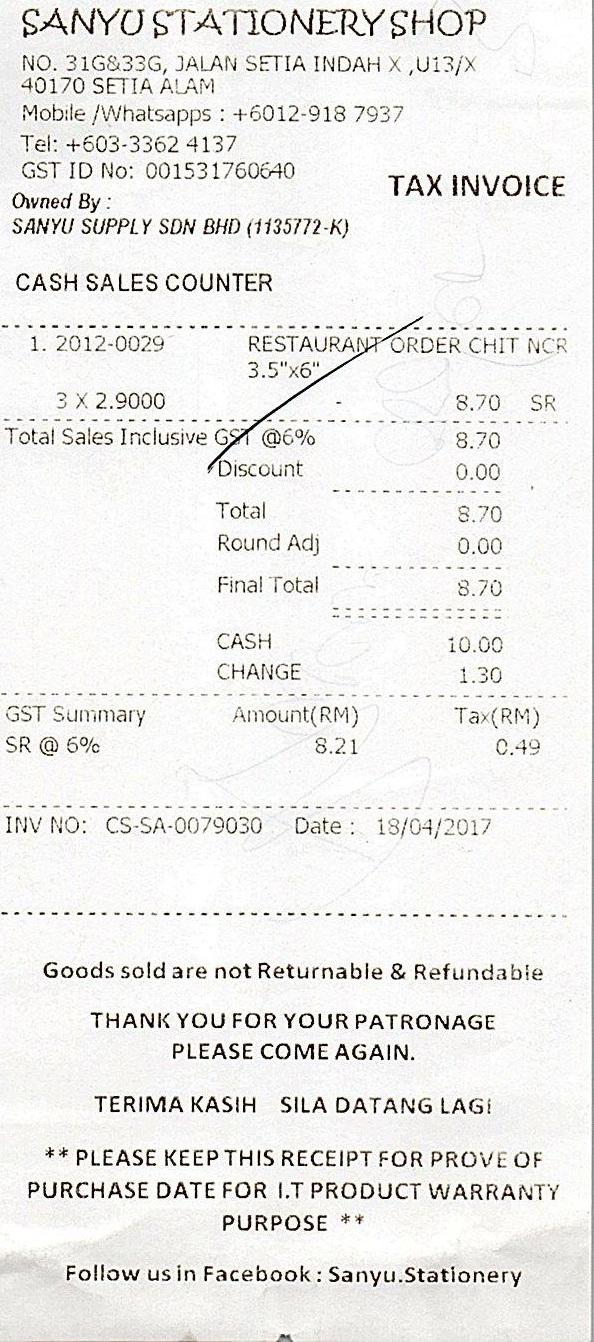 SANYU STATIONERY SHOP
NO. 31G&33G, JALAN SETIA INDAH X ,U13/X
40170 SETIA ALAM
Mobile /Whatsapps : +6012-918 7937
Tel: +603-3362 4137
GST ID No: 001531760640
TAX INVOICE
Owned By :
SANYU SUPPLY SDN BHD (1135772-K)
CASH SALES COUNTER
1. 2012-0029 RESTAURANT ORDER CHIT NCR
3.5"x6"
3 X 2.9000 - 8.70 SR
Total Sales Inclusive GST @6% 8.70
Discount 0.00
Total 8.70
Round Adj 0.00
Final Total 8.70
CASH 10.00
CHANGE 1.30
GST Summary Amount(RM) Tax(RM)
SR @ 6% 8.21 0.49
INV NO: CS-SA-0079030 Date : 18/04/2017
Goods sold are not Returnable & Refundable
THANK YOU FOR YOUR PATRONAGE
PLEASE COME AGAIN.
TERIMA KASIH SILA DATANG LAGI
** PLEASE KEEP THIS RECEIPT FOR PROVE OF
PURCHASE DATE FOR I.T PRODUCT WARRANTY
PURPOSE **
Follow us in Facebook : Sanyu.Stationery